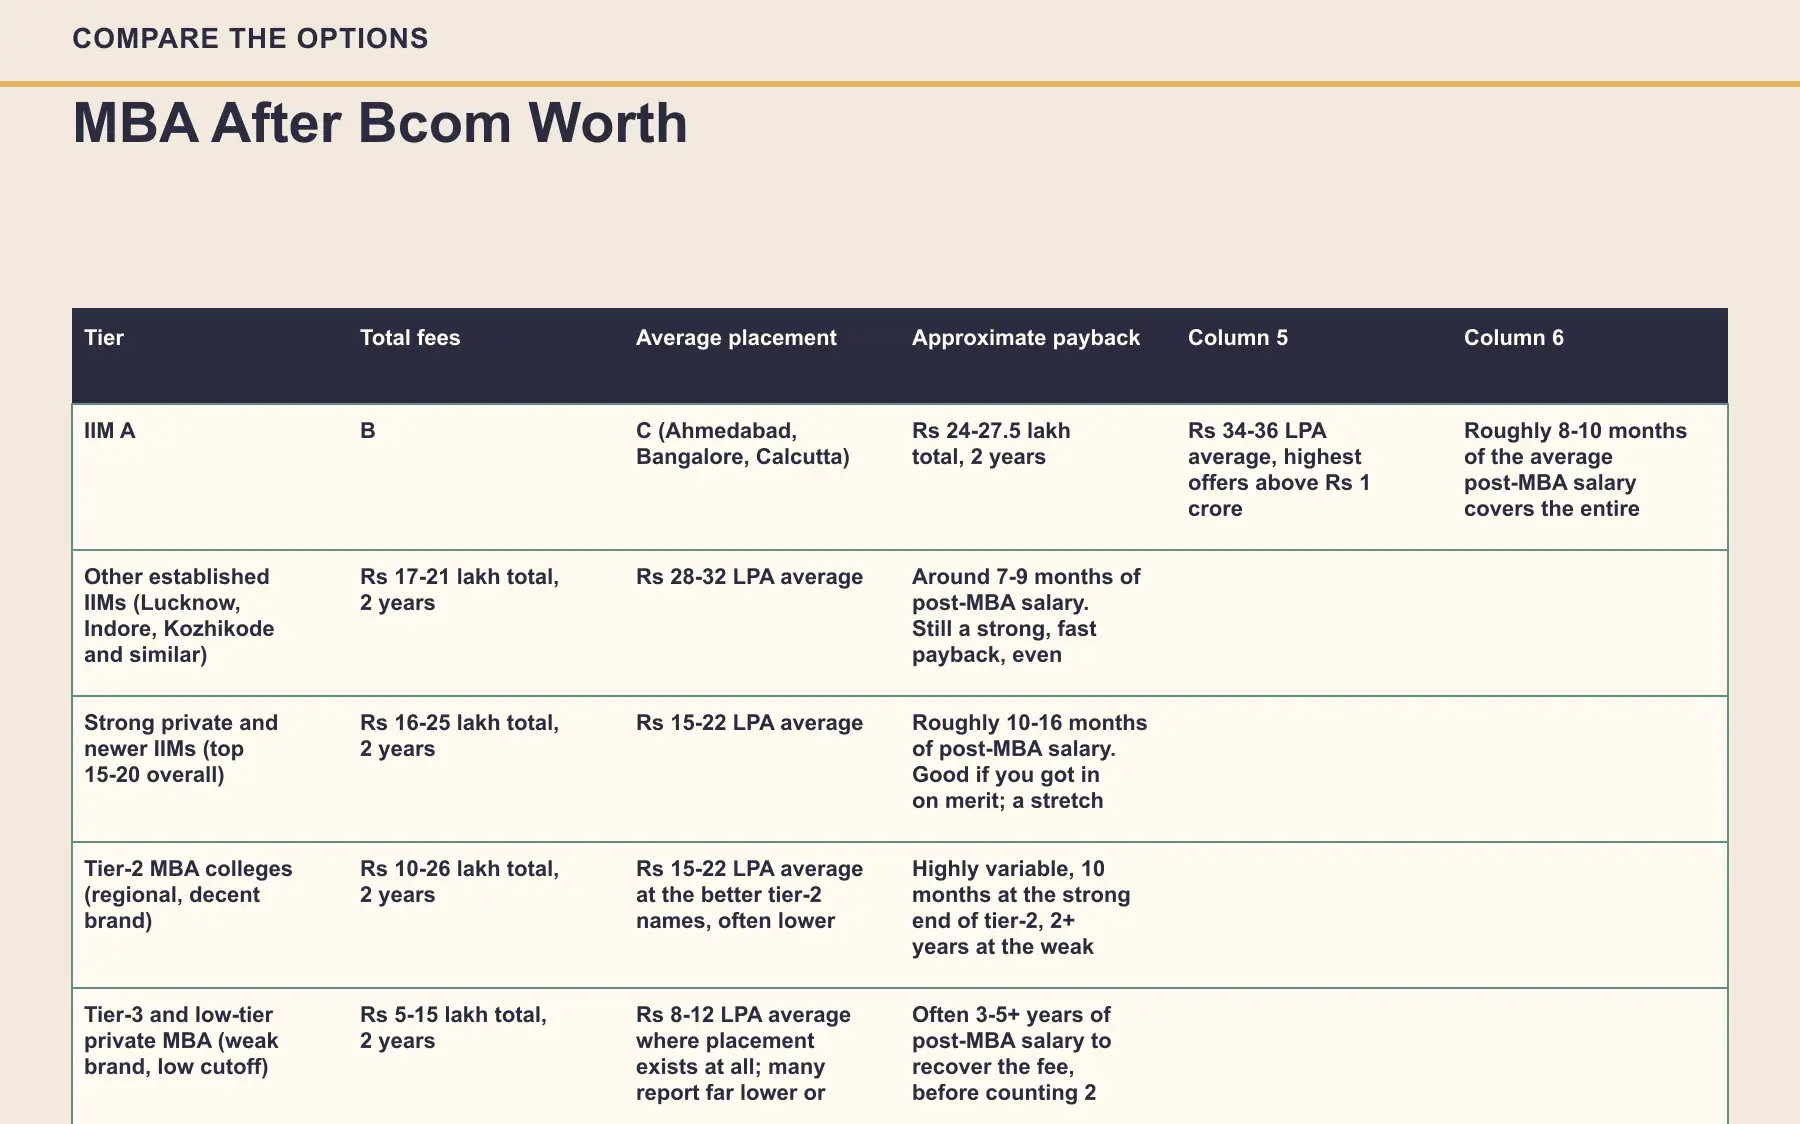 COMPARE THE OPTIONS
MBA After Bcom Worth
Tier
Total fees
Average placement
Approximate payback
Column 5
Column 6
IIM A
B
C (Ahmedabad,
Bangalore, Calcutta)
Rs 24-27.5 lakh
total, 2 years
Rs 34-36 LPA
average, highest
offers above Rs 1
crore
Roughly 8-10 months
of the average
post-MBA salary
covers the entire
Other established
IIMs (Lucknow,
Indore, Kozhikode
and similar)
Rs 17-21 lakh total,
2 years
Rs 28-32 LPA average
Around 7-9 months of
post-MBA salary.
Still a strong, fast
payback, even
Strong private and
newer IIMs (top
15-20 overall)
Rs 16-25 lakh total,
2 years
Rs 15-22 LPA average
Roughly 10-16 months
of post-MBA salary.
Good if you got in
on merit; a stretch
Tier-2 MBA colleges
(regional, decent
brand)
Rs 10-26 lakh total,
2 years
Rs 15-22 LPA average
at the better tier-2
names, often lower
Highly variable, 10
months at the strong
end of tier-2, 2+
years at the weak
Tier-3 and low-tier
private MBA (weak
brand, low cutoff)
Rs 5-15 lakh total,
2 years
Rs 8-12 LPA average
where placement
exists at all; many
report far lower or
Often 3-5+ years of
post-MBA salary to
recover the fee,
before counting 2